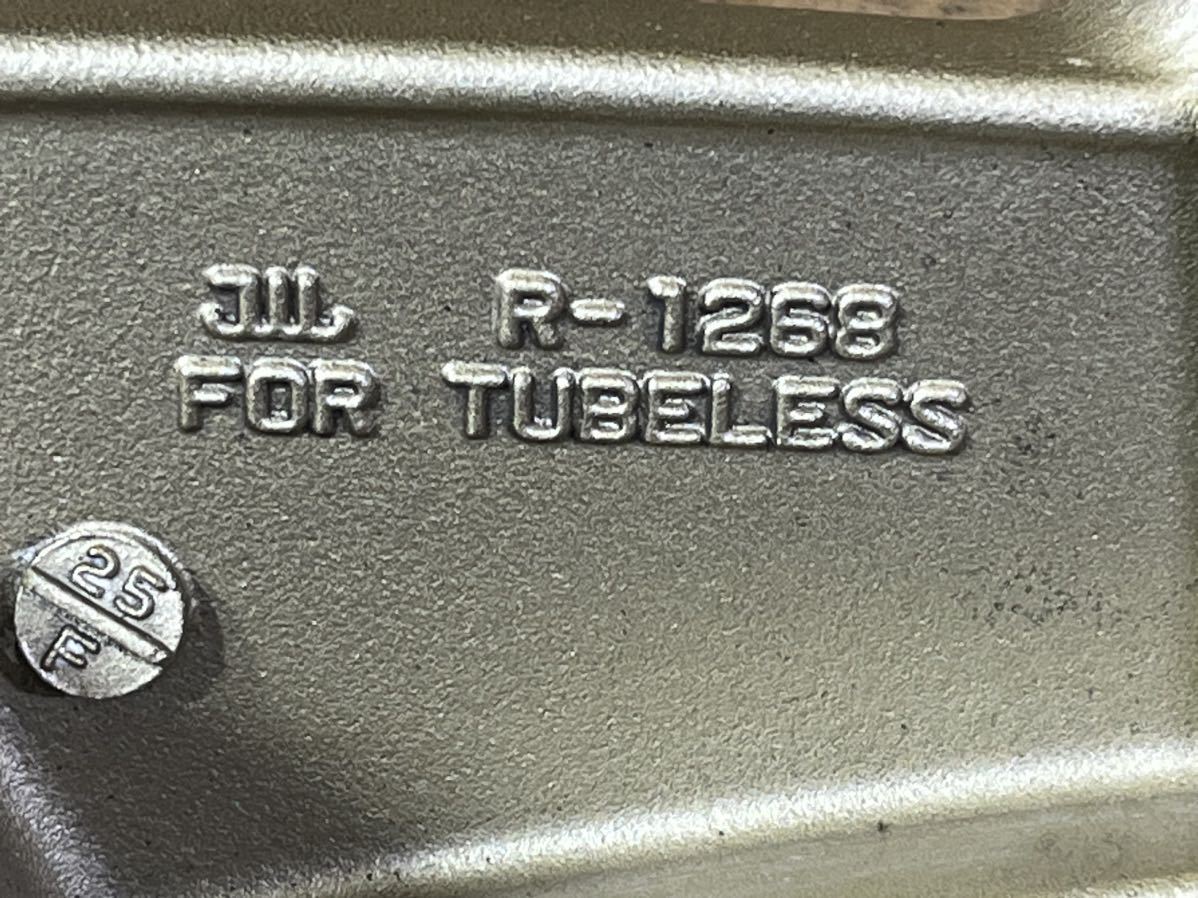 JWL R-1268
FOR TUBELESS
25
F